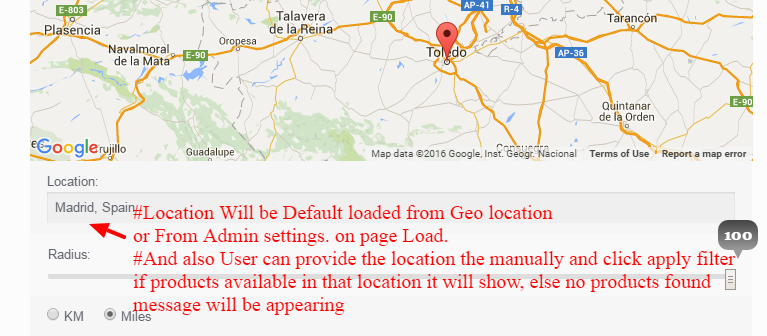 E-803
Plasencia
Talavera
de la Reina
E-90
AP-41
R-4
Tarancón
Navalmoral
de la Mata
E-90
Oropesa
Toledo
AP-36
Quintanar
de la Orden
E-90
Google
Trujillo
Guadalupe
Consuegra
Map data ©2016 Google, Inst. Geogr. Nacional
Terms of Use
Report a map error
Location:
Madrid, Spain
#Location Will be Default loaded from Geo location
or From Admin settings. on page Load.
100
Radius:
#And also User can provide the location the manually and click apply filter
if products available in that location it will show, else no products found
message will be appearing
KM
Miles